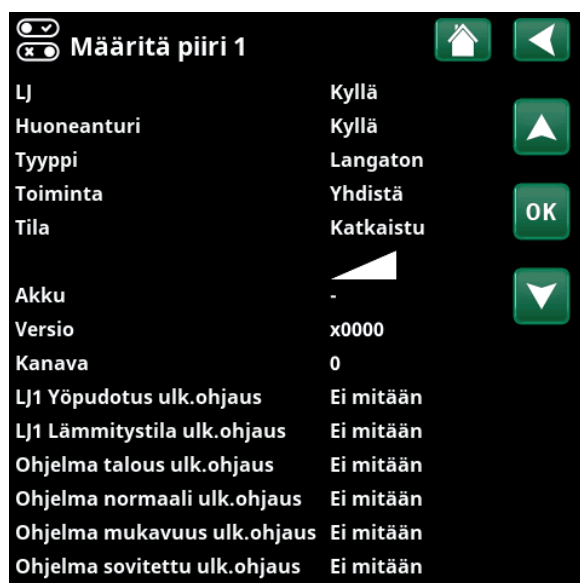 Määritä piiri 1
LJ Kyllä
Huoneanturi Kyllä
Tyyppi Langaton
Toiminta Yhdistä
OK
Tila Katkaistu
Akku -
Versio x0000
Kanava 0
LJ1 Yöpudotus ulk.ohjaus Ei mitään
LJ1 Lämmitystila ulk.ohjaus Ei mitään
Ohjelma talous ulk.ohjaus Ei mitään
Ohjelma normaali ulk.ohjaus Ei mitään
Ohjelma mukavuus ulk.ohjaus Ei mitään
Ohjelma sovitettu ulk.ohjaus Ei mitään